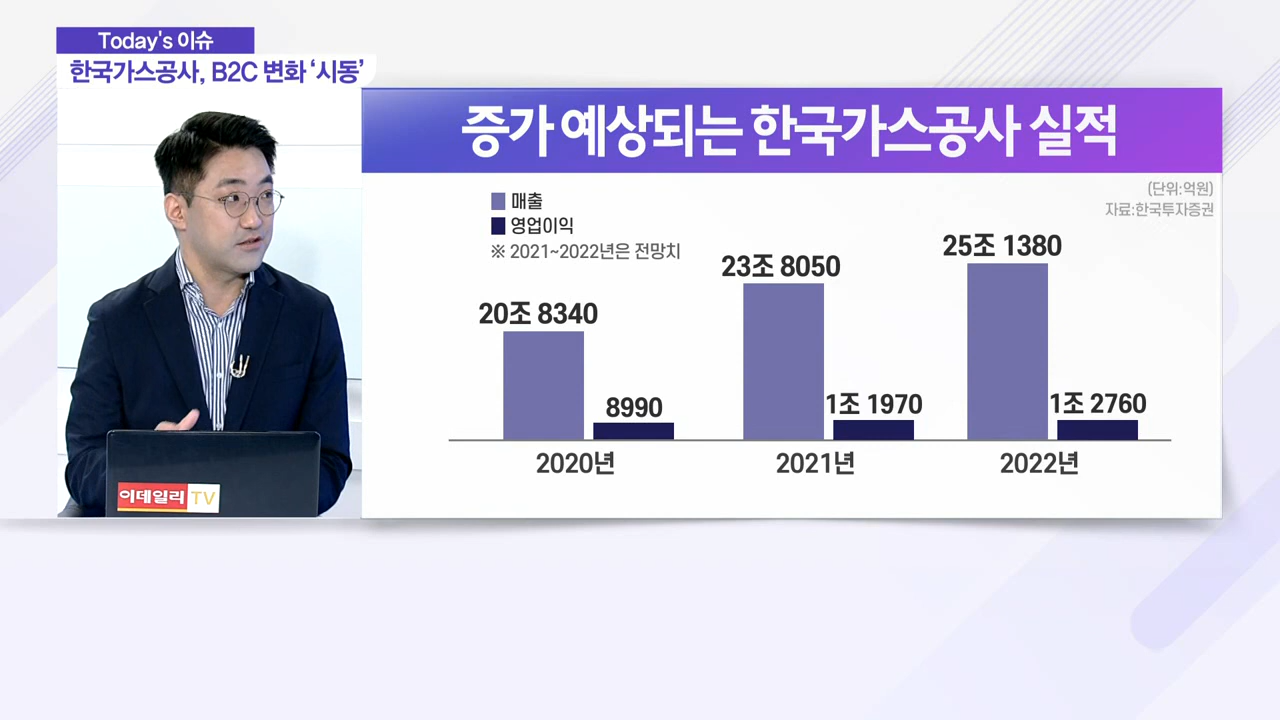 Today's 이슈
한국가스공사, B2C 변화 ‘시동’
증가 예상되는 한국가스공사 실적
(단위:억원)
자료:한국투자증권
매출
영업이익
※ 2021~2022년은 전망치
20조 8340
8990
23조 8050
1조 1970
25조 1380
1조 2760
2020년
2021년
2022년
이데일리 TV